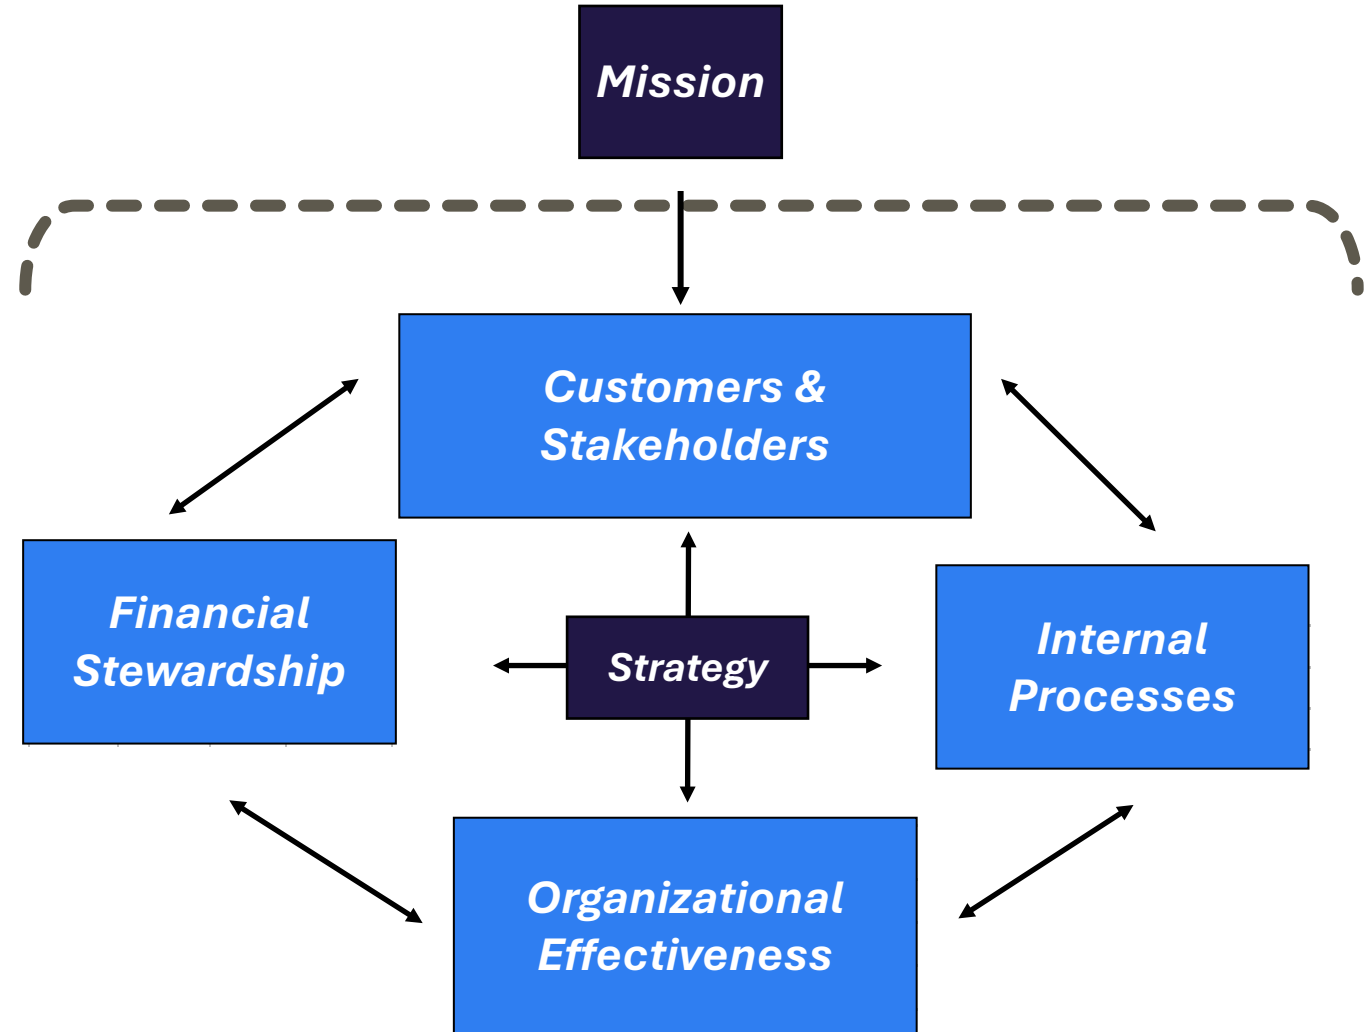 Mission
Customers &
Stakeholders
Financial
Stewardship
Strategy
Internal
Processes
Organizational
Effectiveness